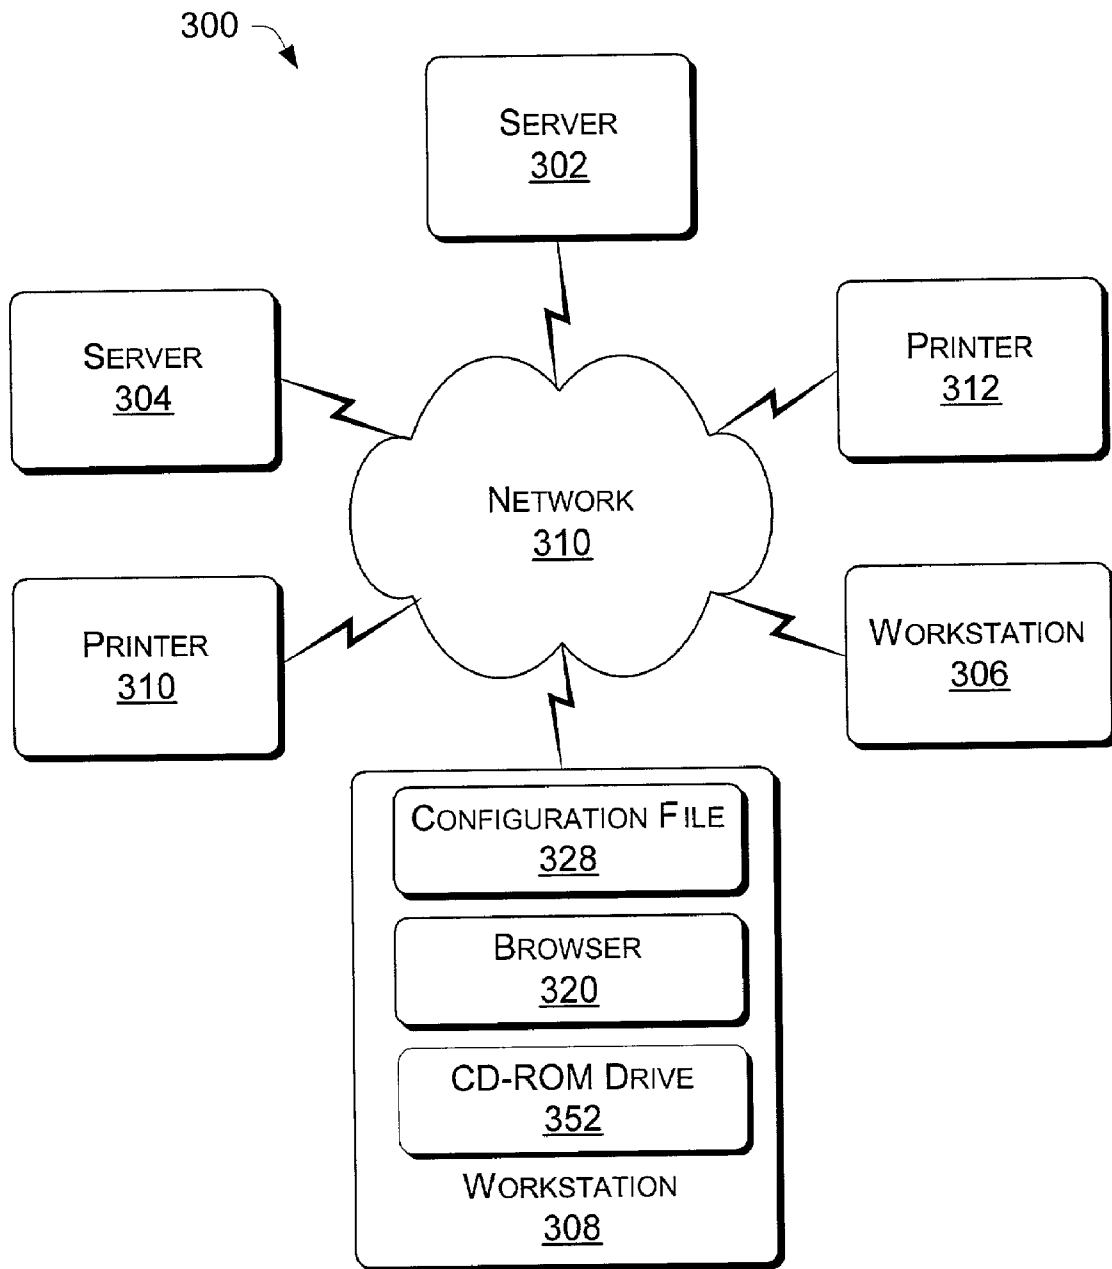 300
SERVER
302
SERVER
304
PRINTER
312
NETWORK
310
PRINTER
310
WORKSTATION
306
CONFIGURATION FILE
328
BROWSER
320
CD-ROM DRIVE
352
WORKSTATION
308